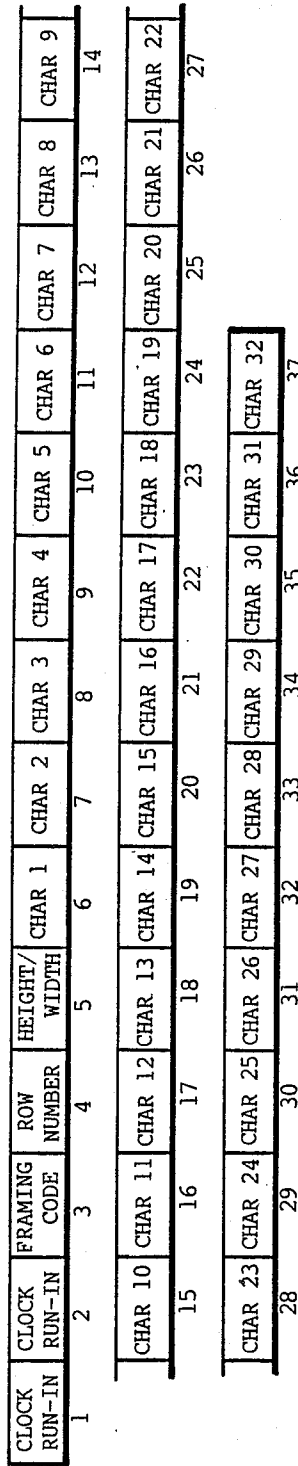 CLOCK RUN-IN CLOCK RUN-IN FRAMING CODE ROW NUMBER HEIGHT/ WIDTH CHAR 1 CHAR 2 CHAR 3 CHAR 4 CHAR 5 CHAR 6 CHAR 7 CHAR 8 CHAR 9
1 2 3 4 5 6 7 8 9 10 11 12 13 14
CHAR 10 CHAR 11 CHAR 12 CHAR 13 CHAR 14 CHAR 15 CHAR 16 CHAR 17 CHAR 18 CHAR 19 CHAR 20 CHAR 21 CHAR 22
15 16 17 18 19 20 21 22 23 24 25 26 27
CHAR 23 CHAR 24 CHAR 25 CHAR 26 CHAR 27 CHAR 28 CHAR 29 CHAR 30 CHAR 31 CHAR 32
28 29 30 31 32 33 34 35 36 37